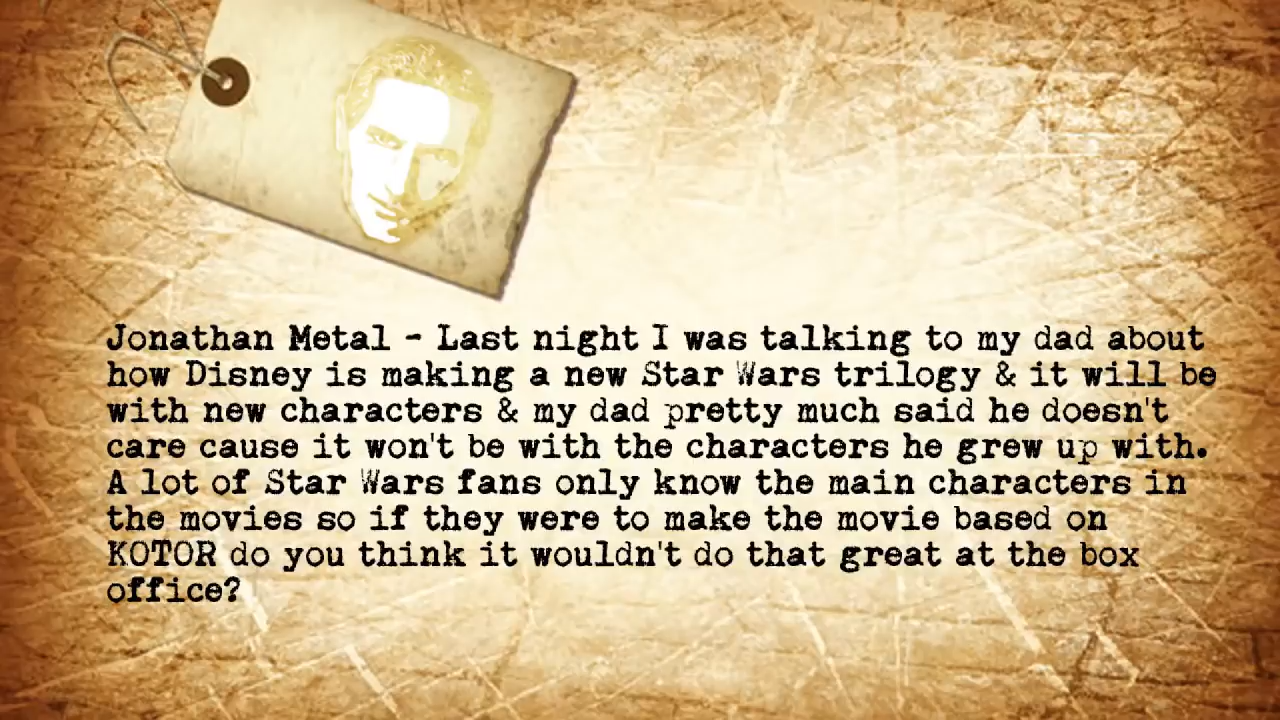 Jonathan Metal - Last night I was talking to my dad about
how Disney is making a new Star Wars trilogy & it will be
with new characters & my dad pretty much said he doesn't
care cause it won't be with the characters he grew up with.
A lot of Star Wars fans only know the main characters in
the movies so if they were to make the movie based on
KOTOR do you think it wouldn't do that great at the box
office?